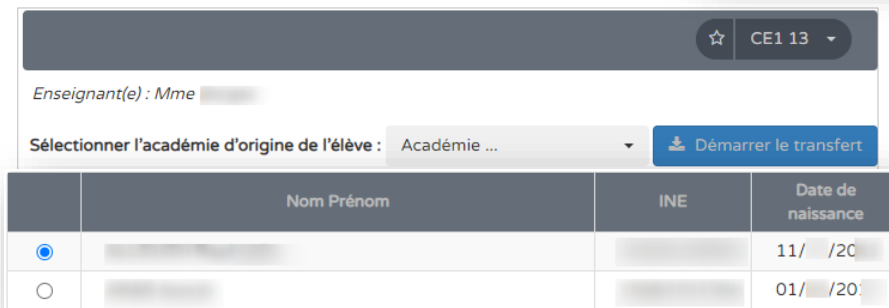 CE1 13
Enseignant(e) : Mme
Sélectionner l'académie d'origine de l'élève : Académie ... Démarrer le transfert
Nom Prénom INE Date de naissance
11/ /20
01/ /20